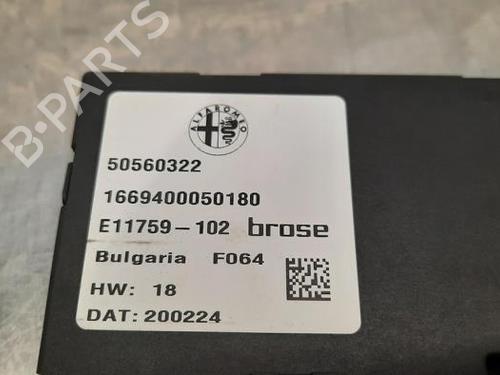 B-PARTS
ALFA ROMEO
50560322
1669400050180
E11759-102 brose
Bulgaria F064
HW: 18
DAT: 200224